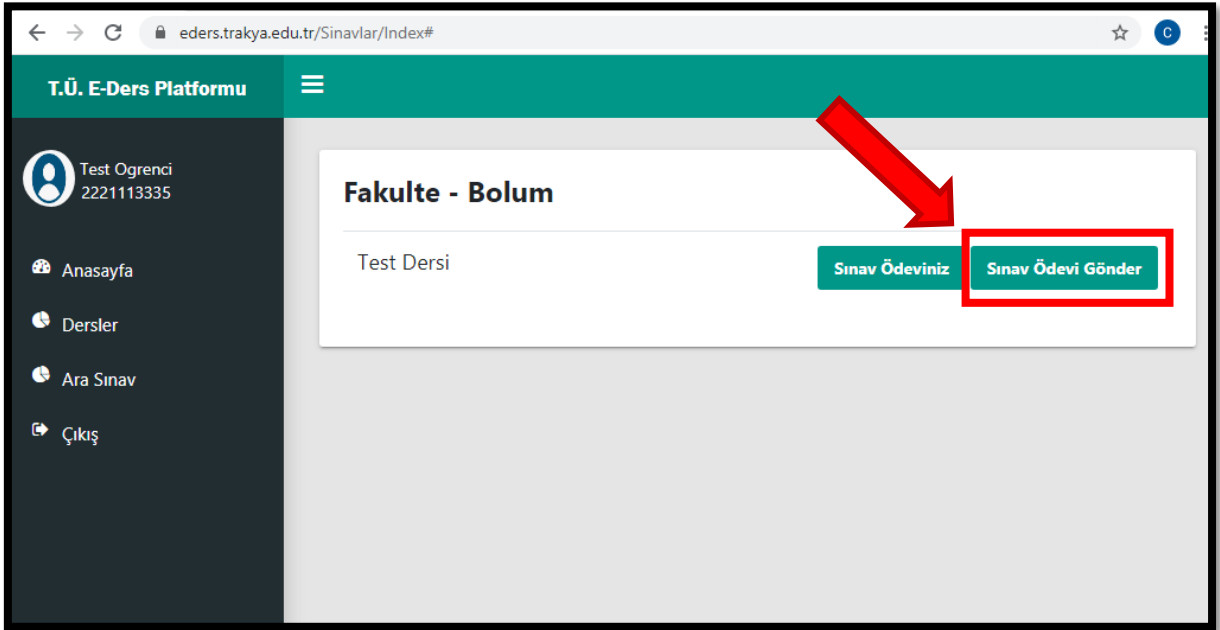 eders.trakya.edu.tr/Sinavlar/Index#
C
T.Ü. E-Ders Platformu
Test Ogrenci
2221113335
Anasayfa
Dersler
Ara Sınav
Çıkış
Fakulte - Bolum
Test Dersi
Sınav Ödeviniz
Sınav Ödevi Gönder